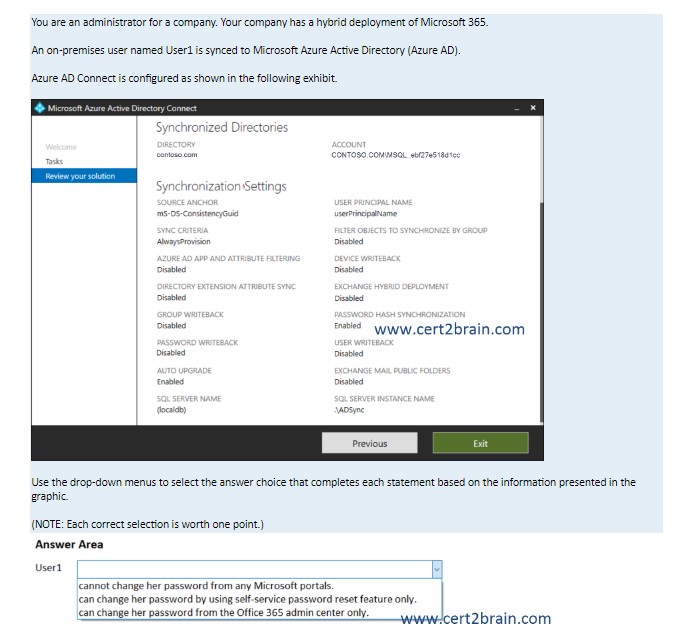 You are an administrator for a company. Your company has a hybrid deployment of Microsoft 365.
An on-premises user named User1 is synced to Microsoft Azure Active Directory (Azure AD).
Azure AD Connect is configured as shown in the following exhibit.
Microsoft Azure Active Directory Connect
Welcome
Tasks
Review your solution
Synchronized Directories
DIRECTORY
contoso.com
ACCOUNT
CONTOSO.COM\MSQL_ebf27e518d1cc
Synchronization Settings
SOURCE ANCHOR
mS-DS-ConsistencyGuid
USER PRINCIPAL NAME
userPrincipalName
SYNC CRITERIA
AlwaysProvision
FILTER OBJECTS TO SYNCHRONIZE BY GROUP
Disabled
AZURE AD APP AND ATTRIBUTE FILTERING
Disabled
DEVICE WRITEBACK
Disabled
DIRECTORY EXTENSION ATTRIBUTE SYNC
Disabled
EXCHANGE HYBRID DEPLOYMENT
Disabled
GROUP WRITEBACK
Disabled
PASSWORD HASH SYNCHRONIZATION
Enabled
www.cert2brain.com
PASSWORD WRITEBACK
Disabled
USER WRITEBACK
Disabled
AUTO UPGRADE
Enabled
EXCHANGE MAIL PUBLIC FOLDERS
Disabled
SQL SERVER NAME
(localdb)
SQL SERVER INSTANCE NAME
.\ADSync
Previous
Exit
Use the drop-down menus to select the answer choice that completes each statement based on the information presented in the
graphic.
(NOTE: Each correct selection is worth one point.)
Answer Area
User1
cannot change her password from any Microsoft portals.
can change her password by using self-service password reset feature only.
can change her password from the Office 365 admin center only.
www.cert2brain.com